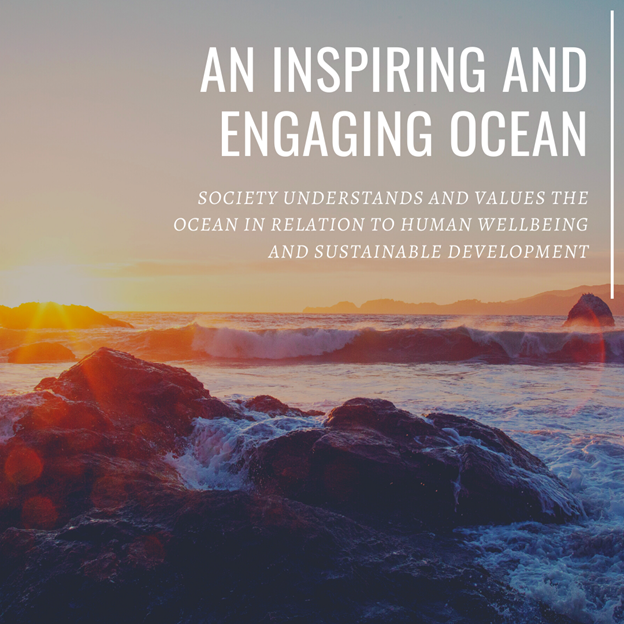 AN INSPIRING AND
ENGAGING OCEAN
SOCIETY UNDERSTANDS AND VALUES THE
OCEAN IN RELATION TO HUMAN WELLBEING
AND SUSTAINABLE DEVELOPMENT